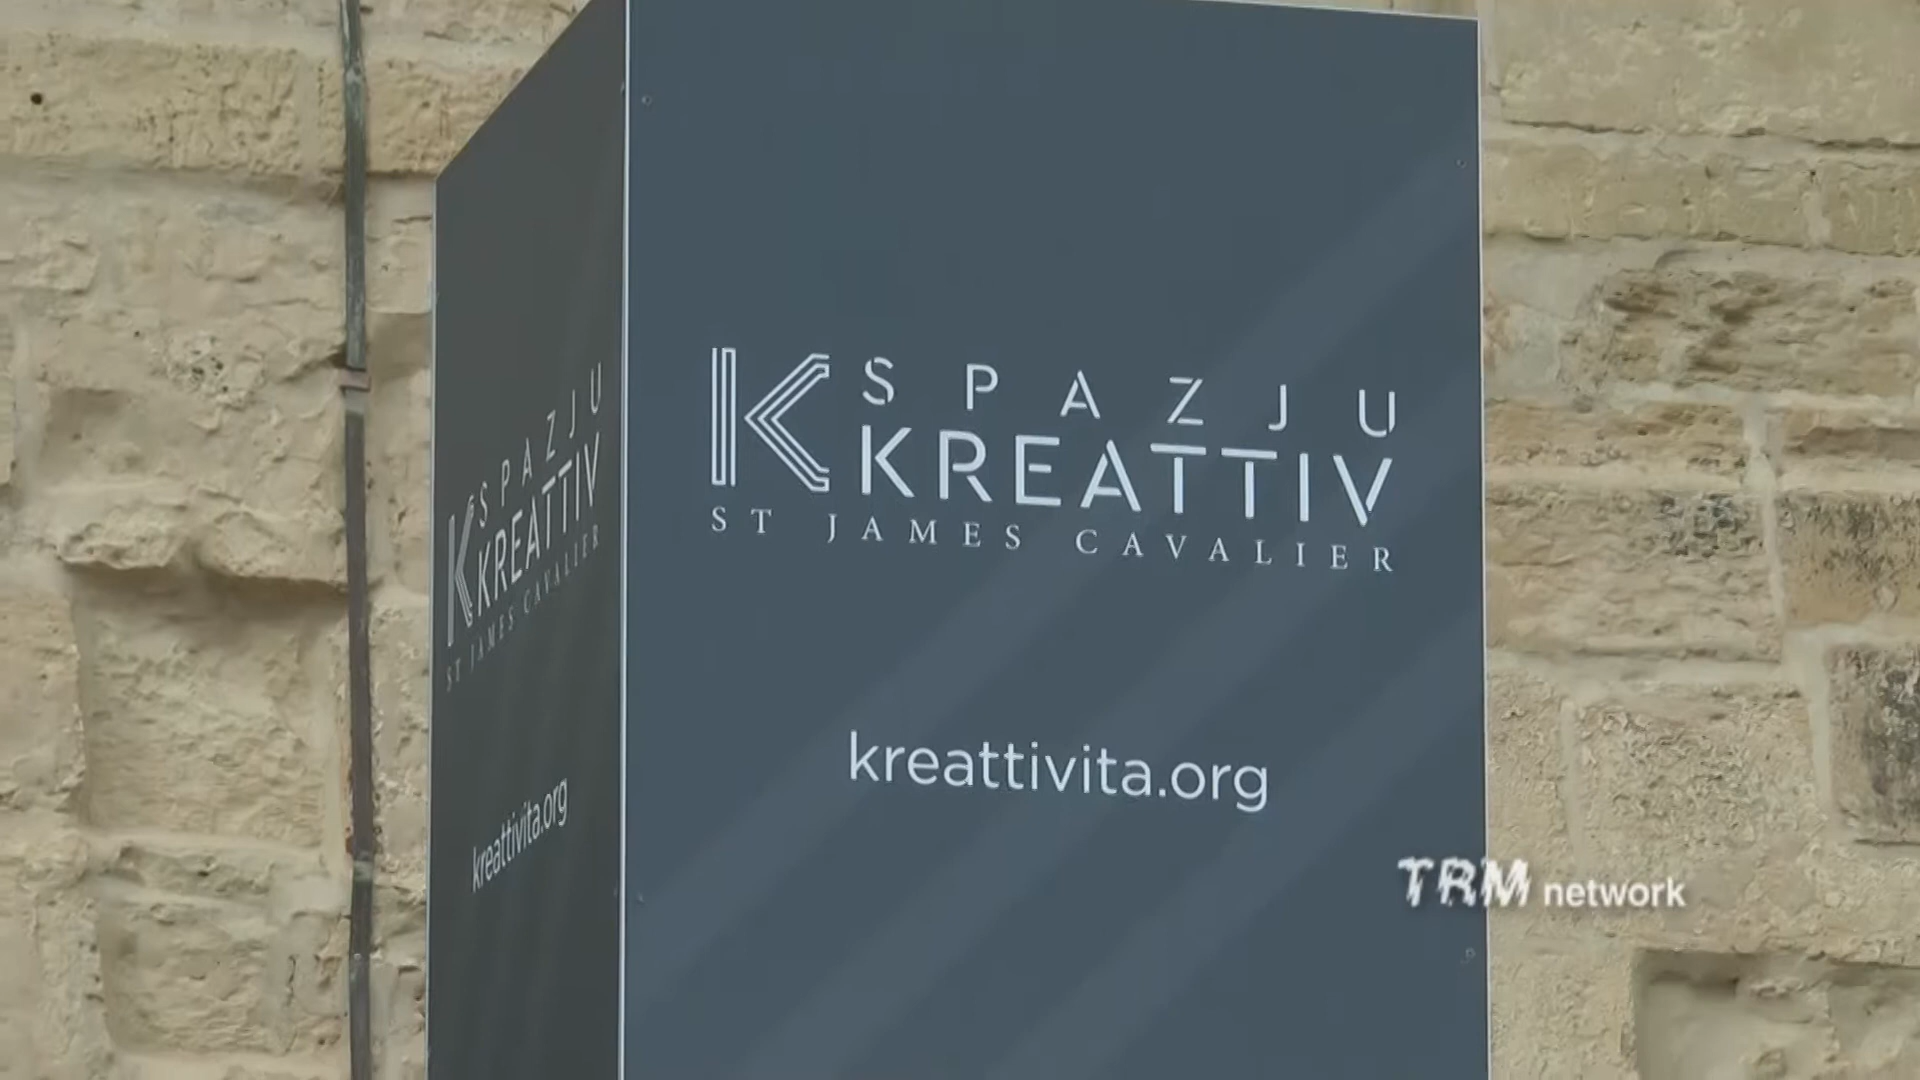 SPAZJU
KREATTIV
ST JAMES CAVALIER
kreattivita.org
SPAZJU
KREATTIV
ST JAMES CAVALIER
kreattivita.org
TRM network